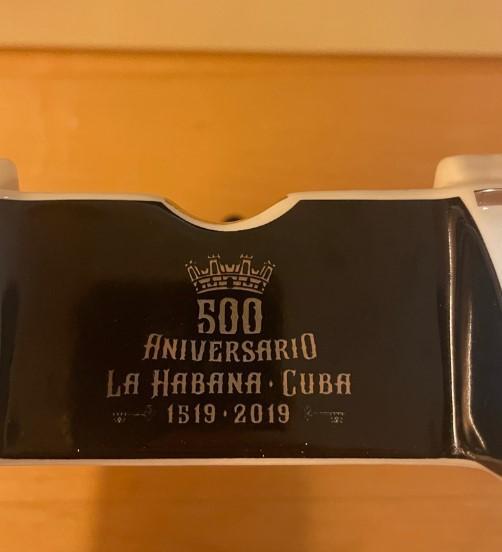 500
ANIVERSARIO
LA HABANA · CUBA
1519 · 2019